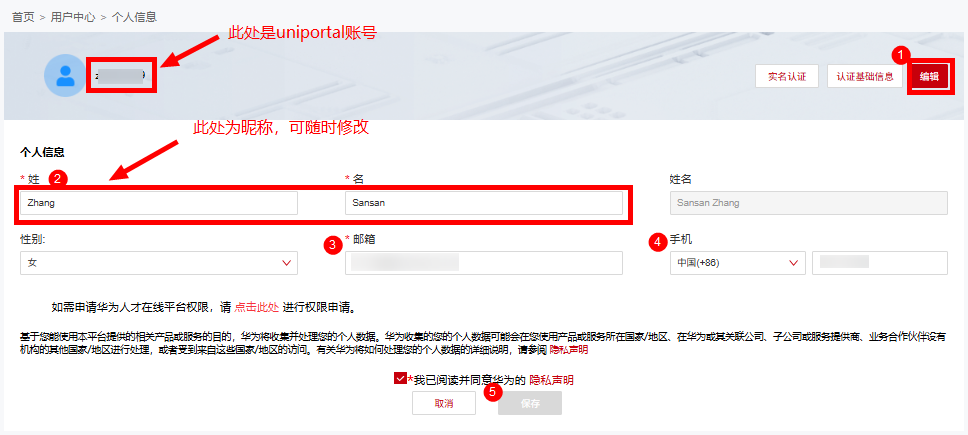 首页 > 用户中心 > 个人信息
此处是uniportal账号
1
实名认证
认证基础信息
编辑
此处为昵称，可随时修改
个人信息
* 姓
2
* 名
姓名
Zhang
Sansan
Sansan Zhang
性别:
3
* 邮箱
4
手机
女
中国(+86)
如需申请华为人才在线平台权限，请 点击此处 进行权限申请。
基于您能使用本平台提供的相关产品或服务的目的，华为将收集并处理您的个人数据。华为收集的您的个人数据可能会在您使用产品或服务所在国家/地区、在华为或其关联公司、子公司或服务提供商、业务合作伙伴设有
机构的其他国家/地区进行处理，或者受到来自这些国家/地区的访问。有关华为将如何处理您的个人数据的详细说明，请参阅 隐私声明
*我已阅读并同意华为的 隐私声明
5
取消
保存